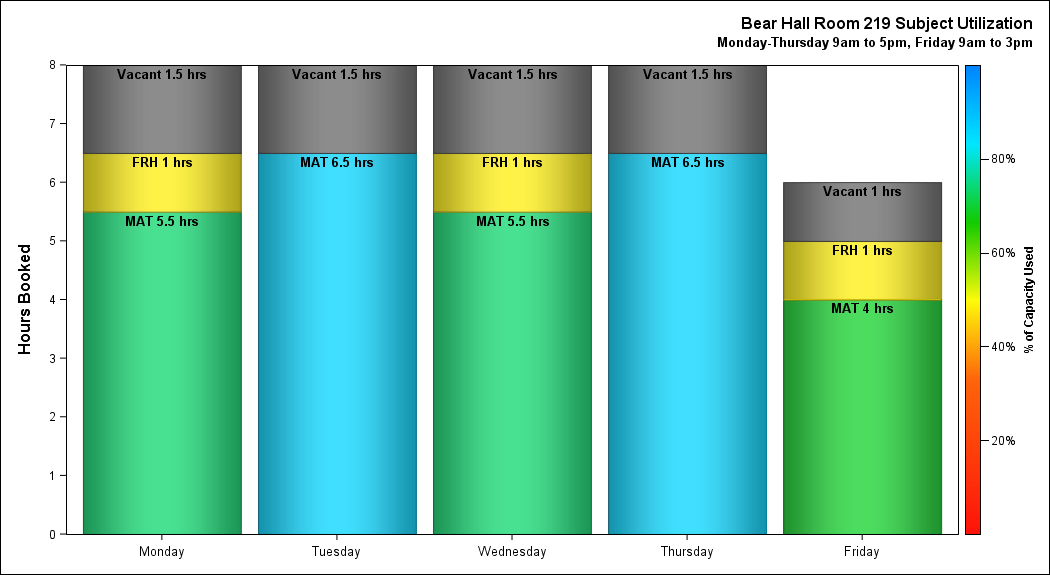 Bear Hall Room 219 Subject Utilization
Monday-Thursday 9am to 5pm, Friday 9am to 3pm
Hours Booked
8
7
6
5
4
3
2
1
0
Vacant 1.5 hrs
FRH 1 hrs
MAT 5.5 hrs
Vacant 1.5 hrs
MAT 6.5 hrs
Vacant 1.5 hrs
FRH 1 hrs
MAT 5.5 hrs
Vacant 1.5 hrs
MAT 6.5 hrs
Vacant 1 hrs
FRH 1 hrs
MAT 4 hrs
Monday
Tuesday
Wednesday
Thursday
Friday
80%
60%
40%
20%
% of Capacity Used